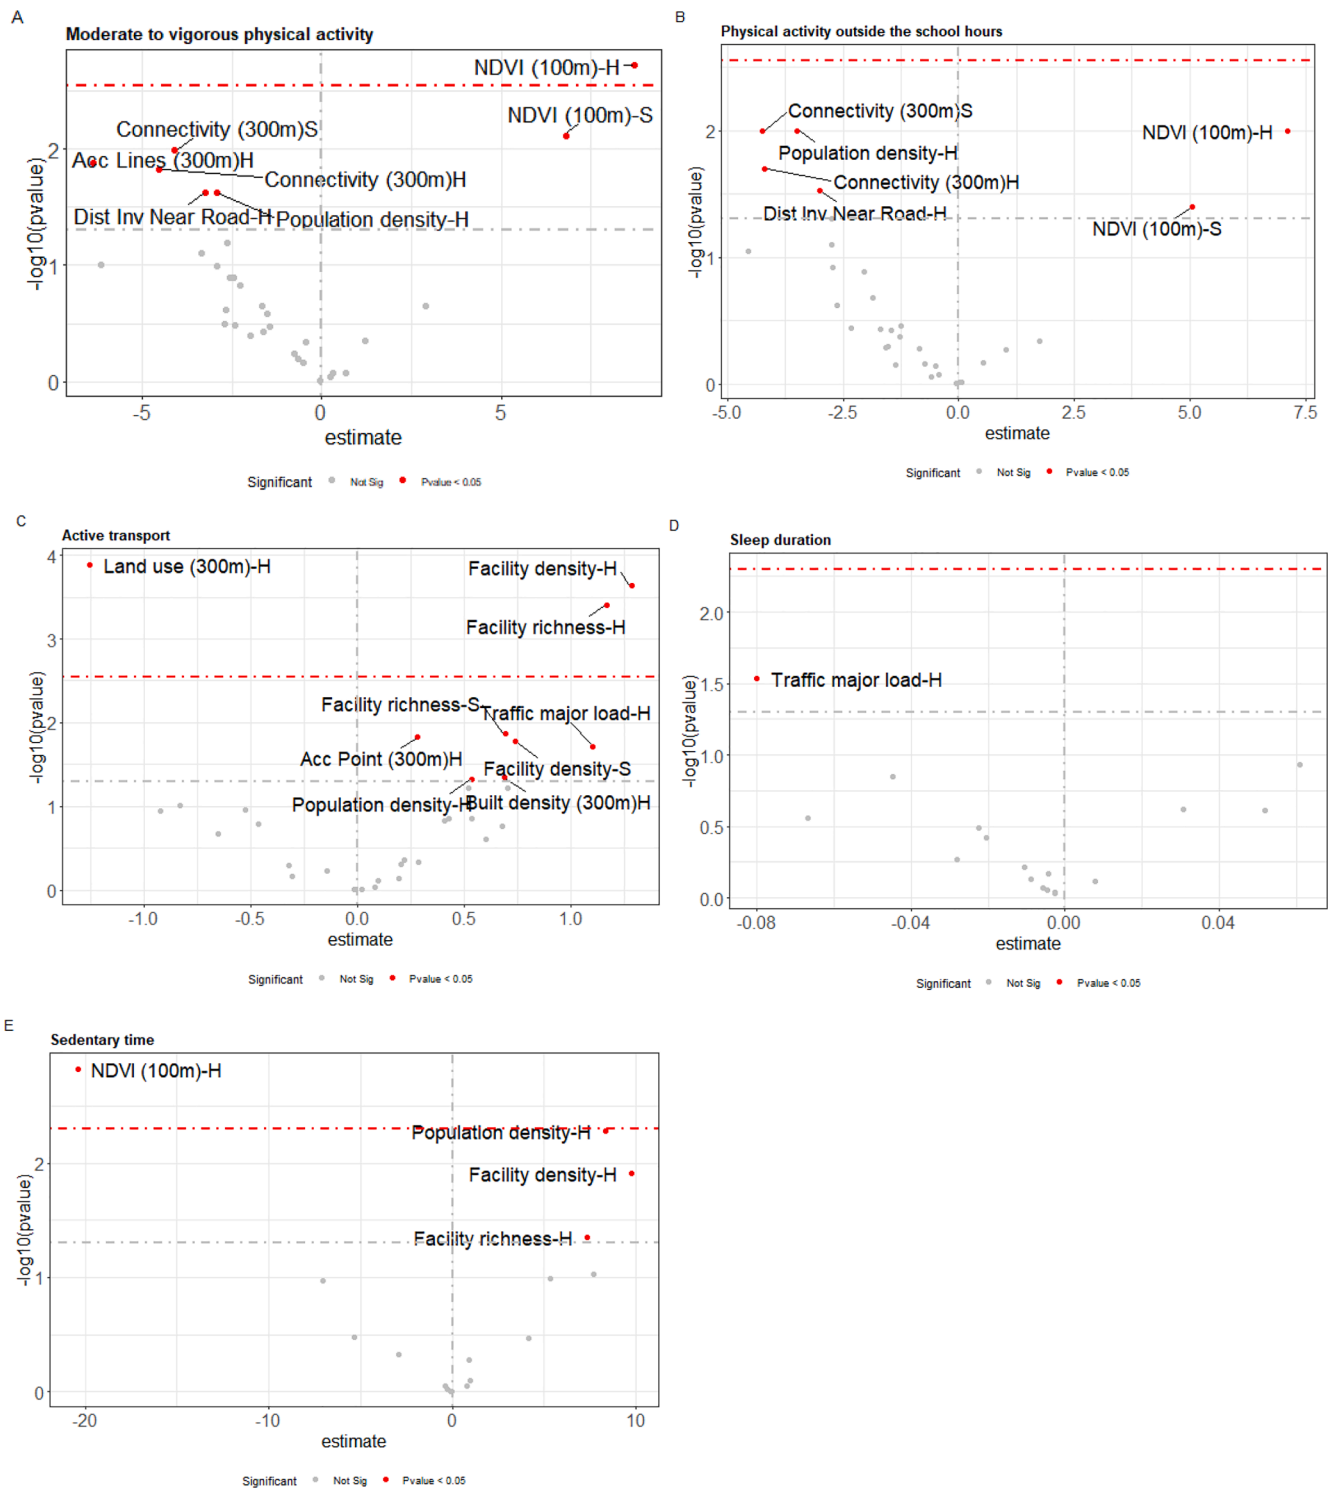 A
Moderate to vigorous physical activity
NDVI (100m)-H
NDVI (100m)-S
Connectivity (300m)S
Acc Lines (300m)H
Connectivity (300m)H
Dist Inv Near Road-H
Population density-H
-log10(pvalue)
2
1
0
-5
0
5
estimate
Significant Not Sig Pvalue < 0.05
B
Physical activity outside the school hours
Connectivity (300m)S
NDVI (100m)-H
Population density-H
Connectivity (300m)H
Dist Inv Near Road-H
NDVI (100m)-S
-log10(pvalue)
2
1
0
-5.0 -2.5 0.0 2.5 5.0 7.5
estimate
Significant Not Sig Pvalue < 0.05
C
Active transport
Land use (300m)-H
Facility density-H
Facility richness-H
Facility richness-S
Traffic major load-H
Acc Point (300m)H
Facility density-S
Population density-H
Built density (300m)H
-log10(pvalue)
4
3
2
1
0
-1.0 -0.5 0.0 0.5 1.0
estimate
Significant Not Sig Pvalue < 0.05
D
Sleep duration
Traffic major load-H
-log10(pvalue)
2.0
1.5
1.0
0.5
0.0
-0.08 -0.04 0.00 0.04
estimate
Significant Not Sig Pvalue < 0.05
E
Sedentary time
NDVI (100m)-H
Population density-H
Facility density-H
Facility richness-H
-log10(pvalue)
2
1
0
-20 -10 0 10
estimate
Significant Not Sig Pvalue < 0.05